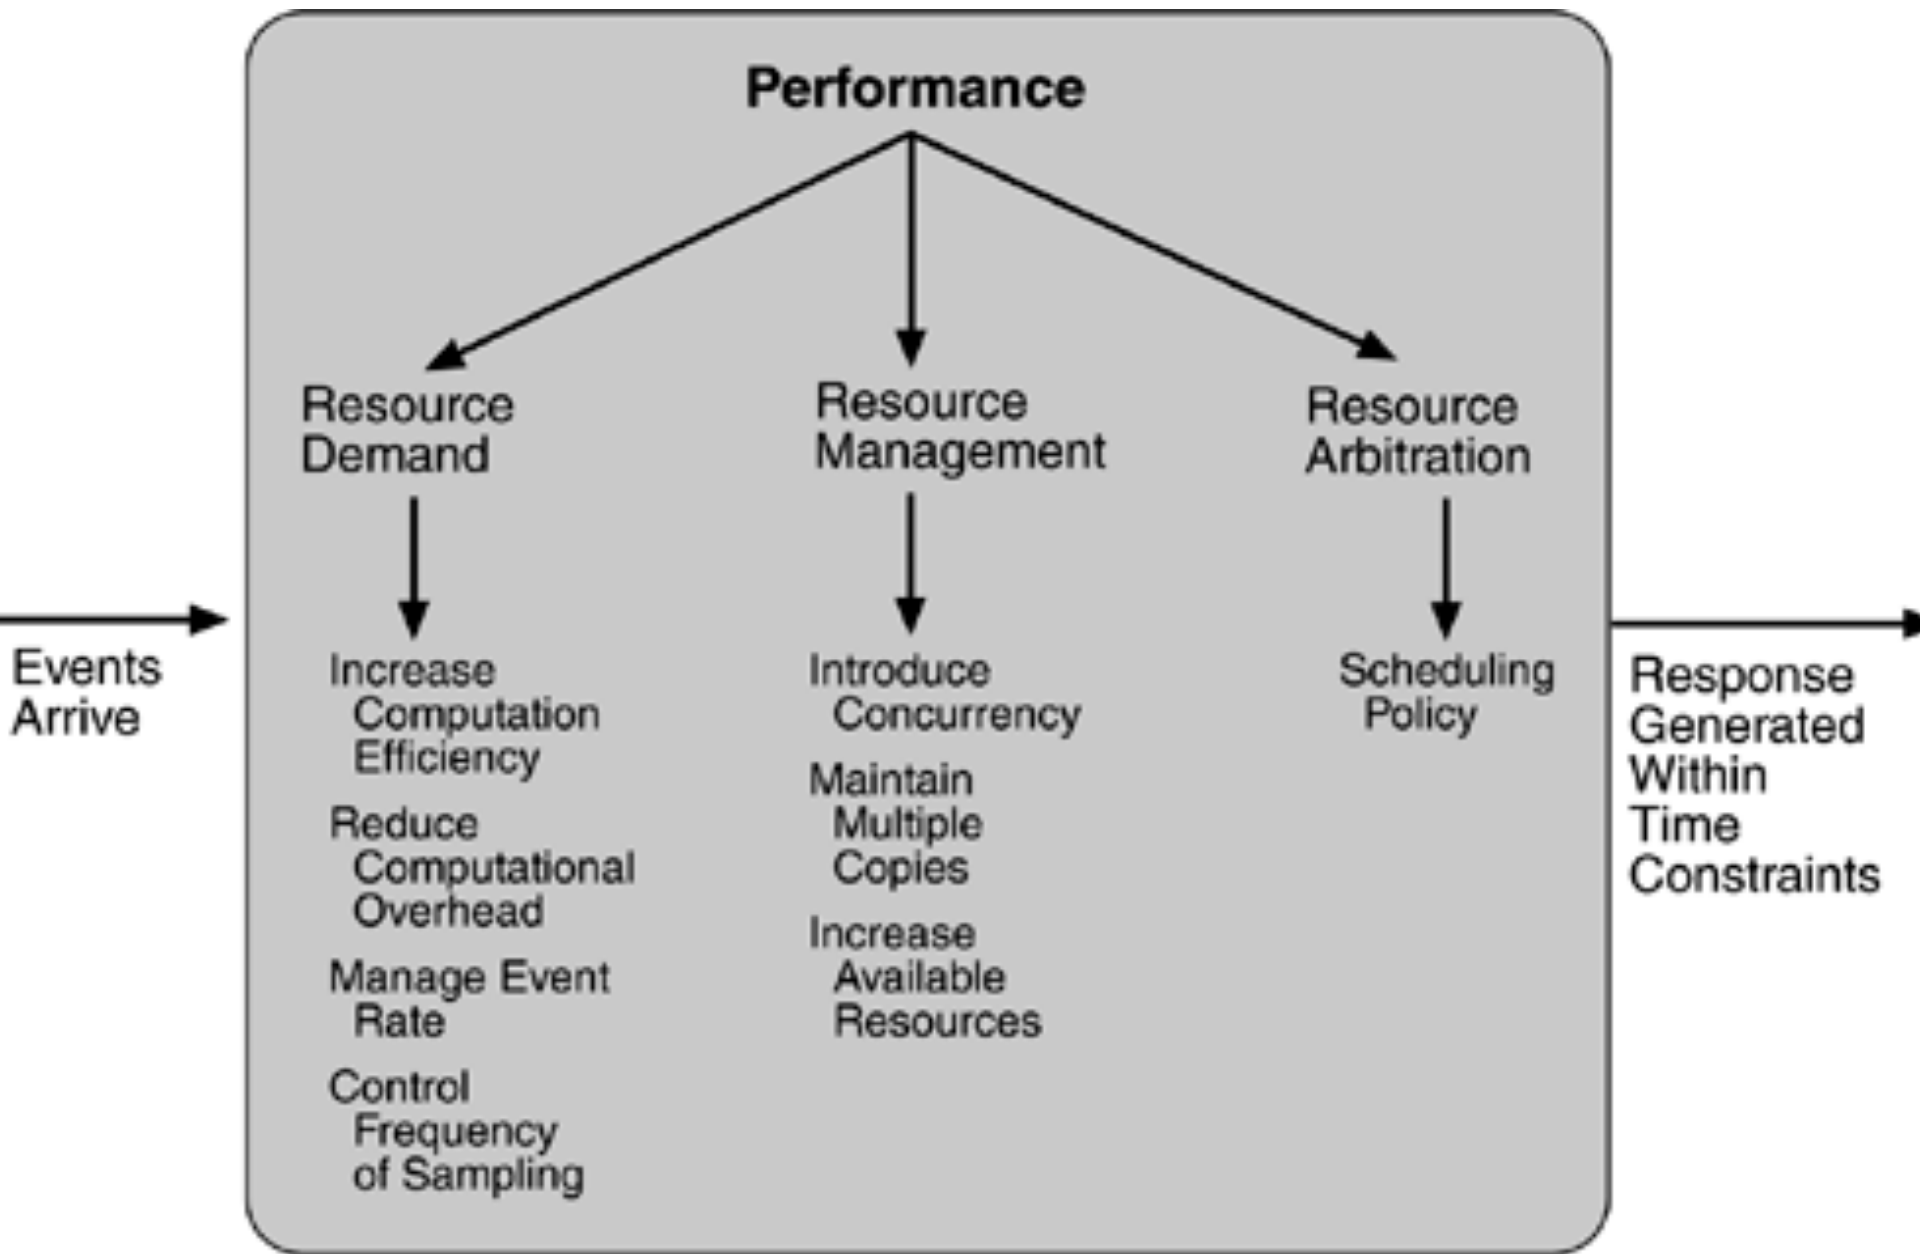 Performance
Resource
Demand
Resource
Management
Resource
Arbitration
Events
Arrive
Increase
Computation
Efficiency
Reduce
Computational
Overhead
Manage Event
Rate
Control
Frequency
of Sampling
Introduce
Concurrency
Maintain
Multiple
Copies
Increase
Available
Resources
Scheduling
Policy
Response
Generated
Within
Time
Constraints